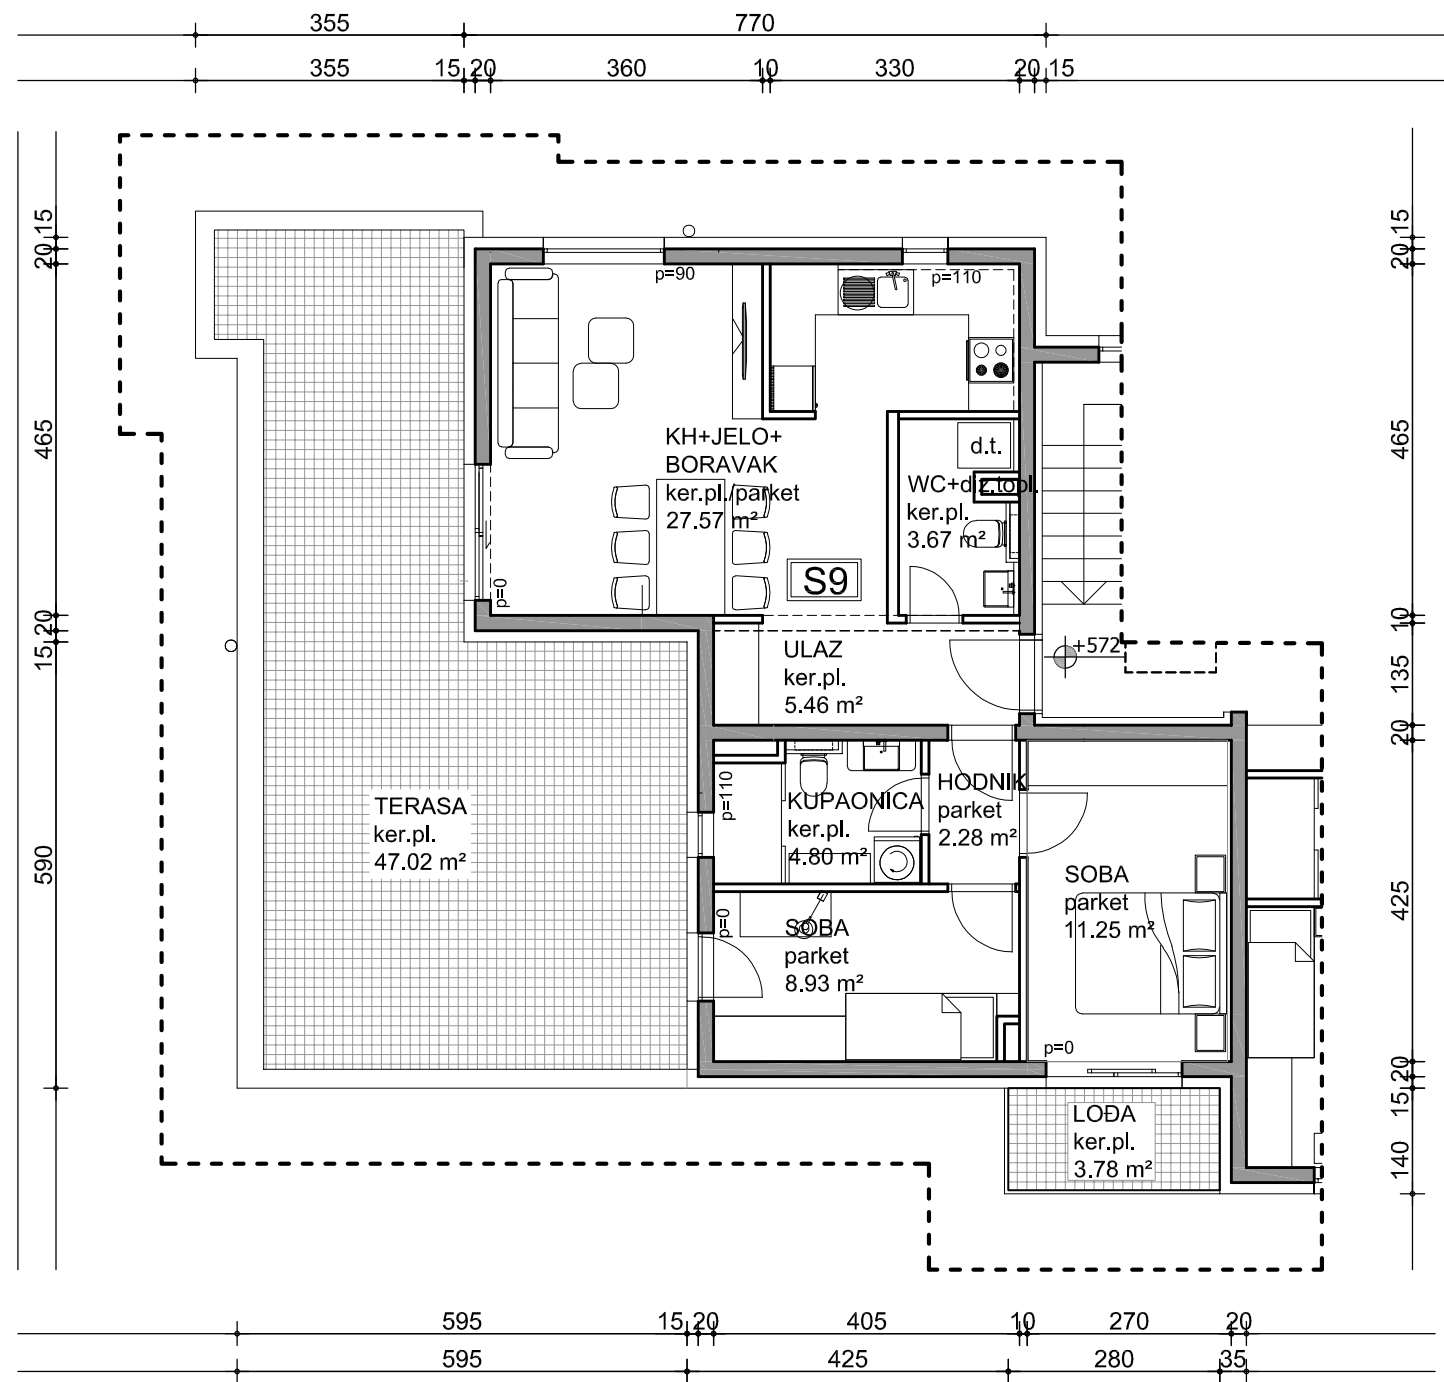 355 770
355 15 20 360 10 330 20 15
15
20
465
20
15
590
15
20
465
10
135
20
425
20
15
140
p=90
p=110
KH+JELO+
BORAVAK
ker.pl./parket
27.57 m²
d.t.
WC+diz.topl.
ker.pl.
3.67 m²
S9
p=0
+572
ULAZ
ker.pl.
5.46 m²
TERASA
ker.pl.
47.02 m²
p=110
KUPAONICA
ker.pl.
4.80 m²
HODNIK
parket
2.28 m²
SOBA
parket
11.25 m²
p=0
SOBA
parket
8.93 m²
p=0
LOĐA
ker.pl.
3.78 m²
595 15 20 405 10 270 20
595 425 280 35